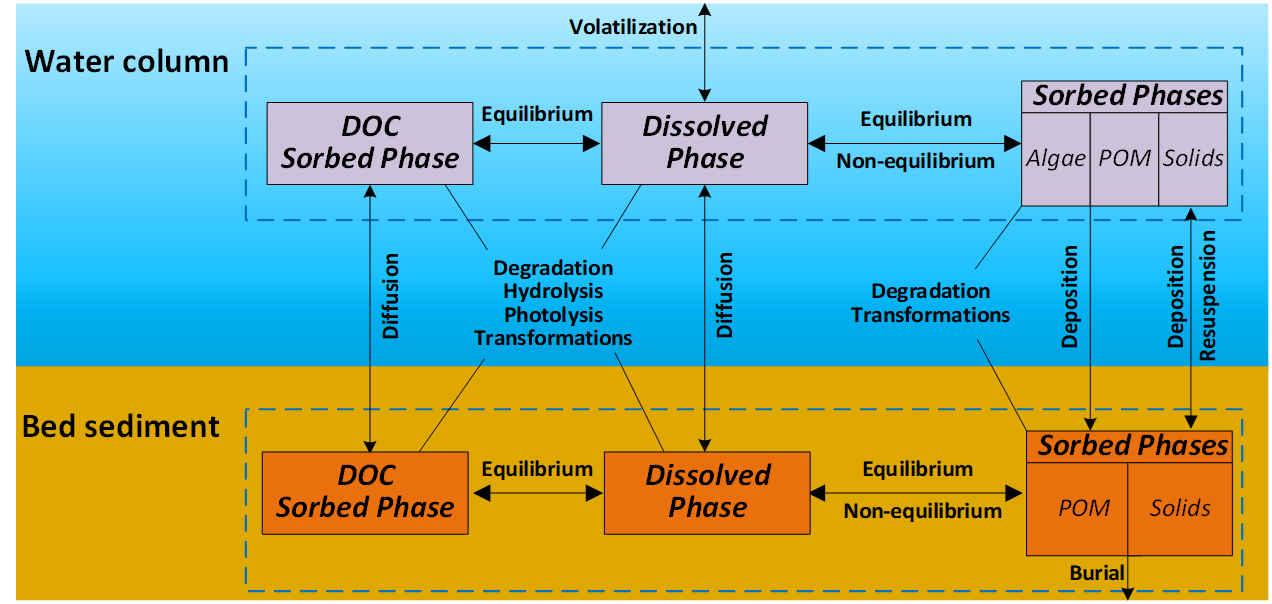 Volatilization
Water column
DOC
Sorbed Phase
Equilibrium
Dissolved
Phase
Equilibrium
Non-equilibrium
Sorbed Phases
Algae
POM
Solids
Diffusion
Degradation
Hydrolysis
Photolysis
Transformations
Diffusion
Degradation
Transformations
Deposition
Deposition
Resuspension
Bed sediment
DOC
Sorbed Phase
Equilibrium
Dissolved
Phase
Equilibrium
Non-equilibrium
Sorbed Phases
POM
Solids
Burial